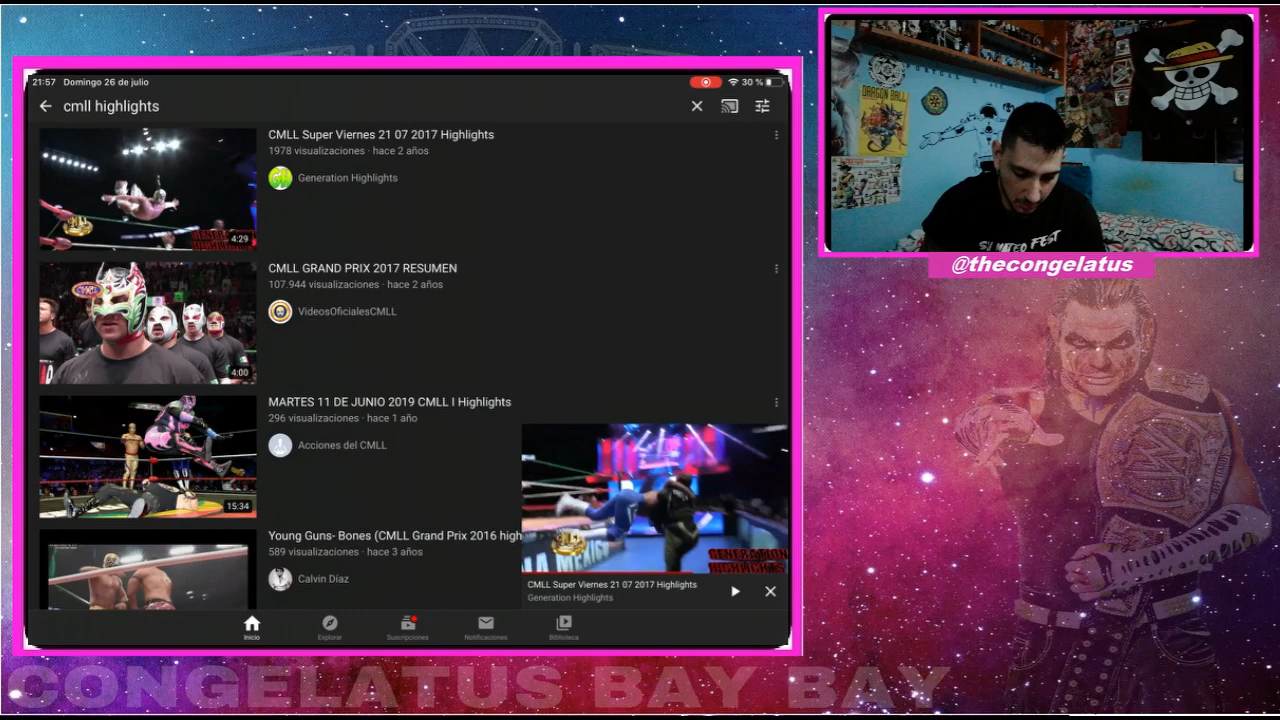 21:57 Domingo 26 de julio
30 %
cmll highlights
CMLL Super Viernes 21 07 2017 Highlights
1978 visualizaciones · hace 2 años
Generation Highlights
4:29
CMLL GRAND PRIX 2017 RESUMEN
107.944 visualizaciones · hace 2 años
VideosOficialesCMLL
4:00
MARTES 11 DE JUNIO 2019 CMLL I Highlights
296 visualizaciones · hace 1 año
Acciones del CMLL
15:34
Young Guns- Bones (CMLL Grand Prix 2016 high
589 visualizaciones · hace 3 años
Calvin Díaz
GENERATION
HIGHLIGHTS
CMLL Super Viernes 21 07 2017 Highlights
Generation Highlights
Inicio
Explorar
Suscripciones
Notificaciones
Biblioteca
DRAGON BALL
@thecongelatus
CONGELATUS BAY BAY